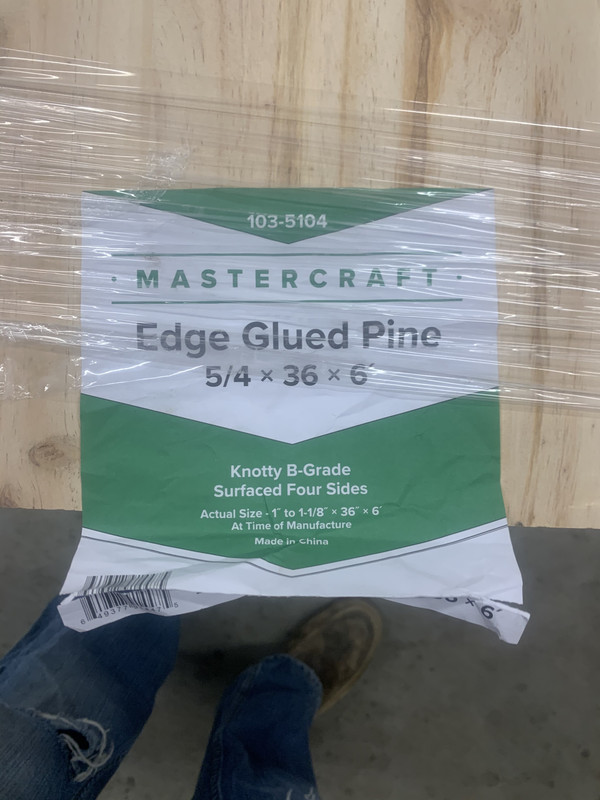 103-5104
· MASTERCRAFT ·
Edge Glued Pine
5/4 × 36 × 6′
Knotty B-Grade
Surfaced Four Sides
Actual Size - 1″ to 1-1/8″ × 36″ × 6′
At Time of Manufacture
Made in China
× 6′